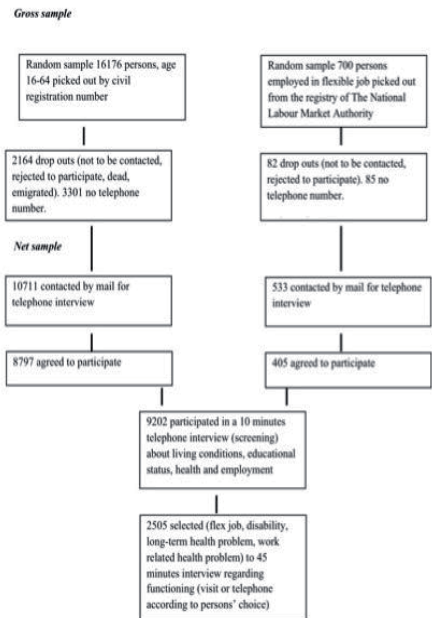 Gross sample
Random sample 16176 persons, age
16-64 picked out by civil
registration number
Random sample 700 persons
employed in flexible job picked out
from the registry of The National
Labour Market Authority
2164 drop outs (not to be contacted,
rejected to participate, dead,
emigrated). 3301 no telephone
number.
82 drop outs (not to be contacted,
rejected to participate). 85 no
telephone number.
Net sample
10711 contacted by mail for
telephone interview
533 contacted by mail for telephone
interview
8797 agreed to participate
405 agreed to participate
9202 participated in a 10 minutes
telephone interview (screening)
about living conditions, educational
status, health and employment
2505 selected (flex job, disability,
long-term health problem, work
related health problem) to 45
minutes interview regarding
functioning (visit or telephone
according to persons' choice)